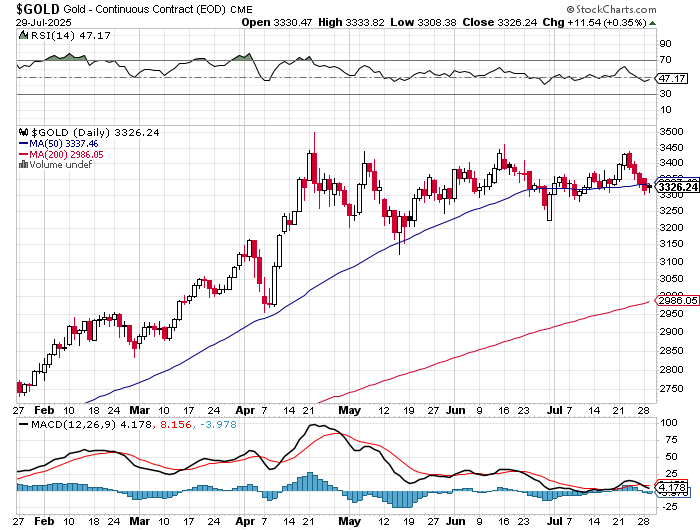 $GOLD Gold - Continuous Contract (EOD) CME © StockCharts.com
29-Jul-2025 Open 3330.47 High 3333.82 Low 3308.38 Close 3326.24 Chg +11.54 (+0.35%)
RSI(14) 47.17
90
70
47.17
30
10
$GOLD (Daily) 3326.24
MA(50) 3337.46
MA(200) 2986.05
Volume undef
3500
3450
3400
3350
3326.24
3300
3250
3200
3150
3100
3050
3000
2986.05
2950
2900
2850
2800
2750
27 Feb 10 18 24 Mar 10 17 24 Apr 7 14 21 May 12 19 27 Jun 9 16 23 Jul 7 14 21 28
MACD(12,26,9) 4.178, 8.156, -3.978
100
75
50
25
4.178
-25
27 Feb 10 18 24 Mar 10 17 24 Apr 7 14 21 May 12 19 27 Jun 9 16 23 Jul 7 14 21 28